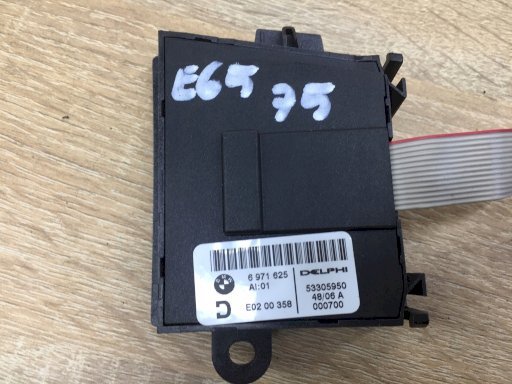 E65 75
6 971 625 DELPHI
AI:01 53305950
48/06 A
D E02 00 358 000700